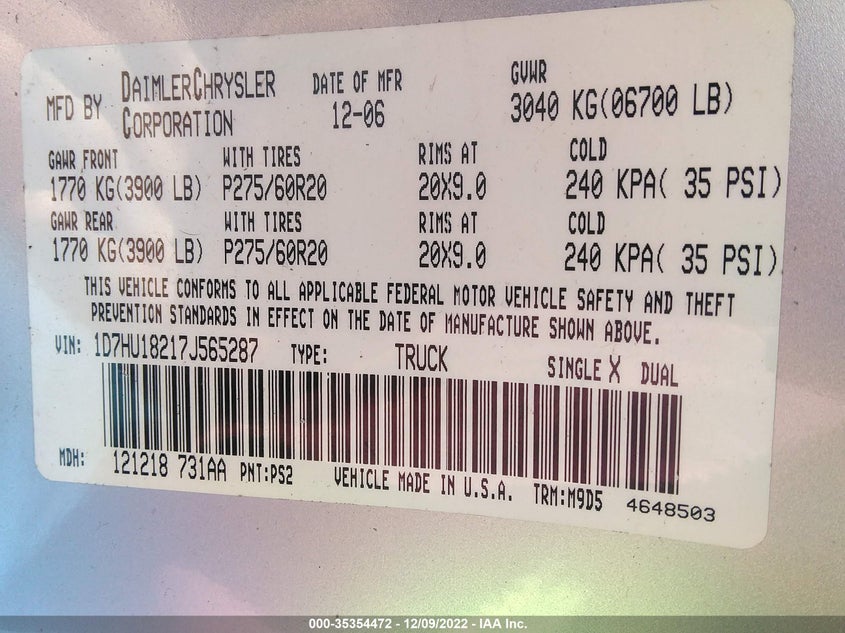 MFD BY DAIMLERCHRYSLER CORPORATION DATE OF MFR 12-06 GVWR 3040 KG(06700 LB)
GAWR FRONT WITH TIRES RIMS AT COLD
1770 KG(3900 LB) P275/60R20 20X9.0 240 KPA( 35 PSI)
GAWR REAR WITH TIRES RIMS AT COLD
1770 KG(3900 LB) P275/60R20 20X9.0 240 KPA( 35 PSI)
THIS VEHICLE CONFORMS TO ALL APPLICABLE FEDERAL MOTOR VEHICLE SAFETY AND THEFT
PREVENTION STANDARDS IN EFFECT ON THE DATE OF MANUFACTURE SHOWN ABOVE.
VIN: 1D7HU18217J565287 TYPE: TRUCK SINGLE X DUAL
MDH: 121218 731AA PNT:PS2 VEHICLE MADE IN U.S.A. TRM:M9D5 4648503
000-35354472 - 12/09/2022 - IAA Inc.